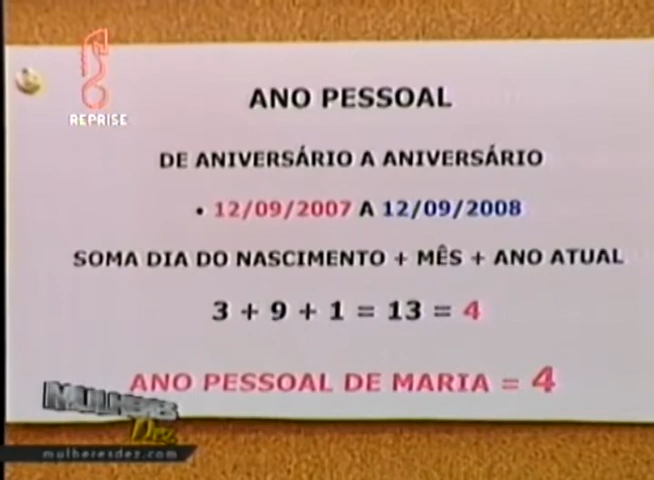 REPRISE
ANO PESSOAL
DE ANIVERSÁRIO A ANIVERSÁRIO
• 12/09/2007 A 12/09/2008
SOMA DIA DO NASCIMENTO + MÊS + ANO ATUAL
3 + 9 + 1 = 13 = 4
ANO PESSOAL DE MARIA = 4
MULHERES
Dez
mulheresdez.com